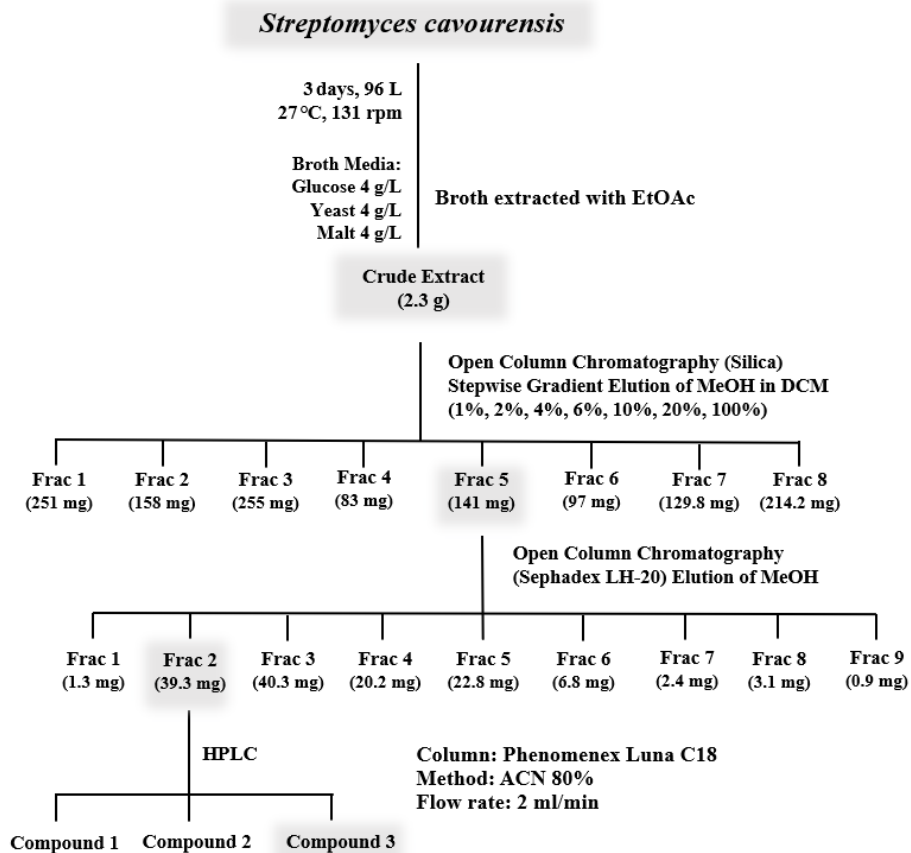 Streptomyces cavourensis
3 days, 96 L
27°C, 131 rpm
Broth Media:
Glucose 4 g/L
Yeast 4 g/L
Malt 4 g/L
Broth extracted with EtOAc
Crude Extract
(2.3 g)
Open Column Chromatography (Silica)
Stepwise Gradient Elution of MeOH in DCM
(1%, 2%, 4%, 6%, 10%, 20%, 100%)
Frac 1 Frac 2 Frac 3 Frac 4 Frac 5 Frac 6 Frac 7 Frac 8
(251 mg) (158 mg) (255 mg) (83 mg) (141 mg) (97 mg) (129.8 mg) (214.2 mg)
Open Column Chromatography
(Sephadex LH-20) Elution of MeOH
Frac 1 Frac 2 Frac 3 Frac 4 Frac 5 Frac 6 Frac 7 Frac 8 Frac 9
(1.3 mg) (39.3 mg) (40.3 mg) (20.2 mg) (22.8 mg) (6.8 mg) (2.4 mg) (3.1 mg) (0.9 mg)
HPLC
Column: Phenomenex Luna C18
Method: ACN 80%
Flow rate: 2 ml/min
Compound 1 Compound 2 Compound 3